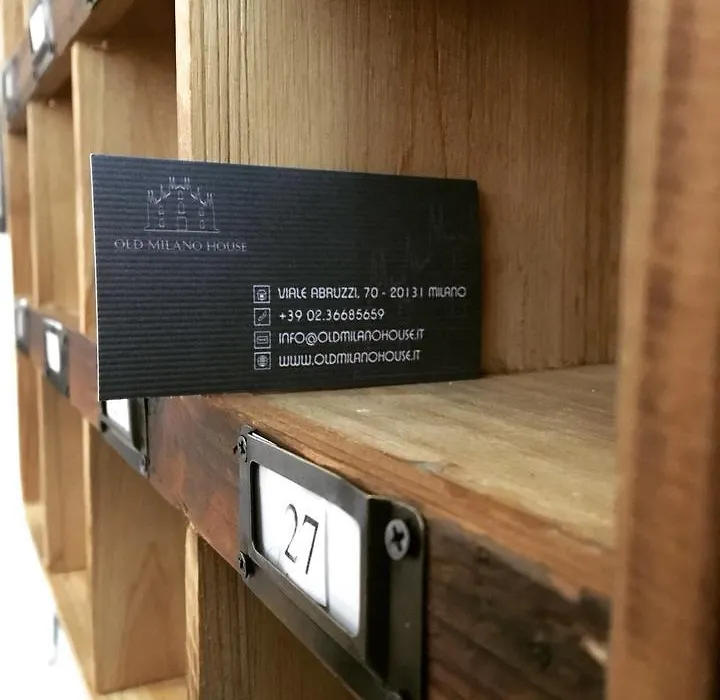 OLD MILANO HOUSE
VIALE ABRUZZI, 70 - 20131 MILANO
+39 02.36685659
INFO@OLDMILANOHOUSE.IT
WWW.OLDMILANOHOUSE.IT
27